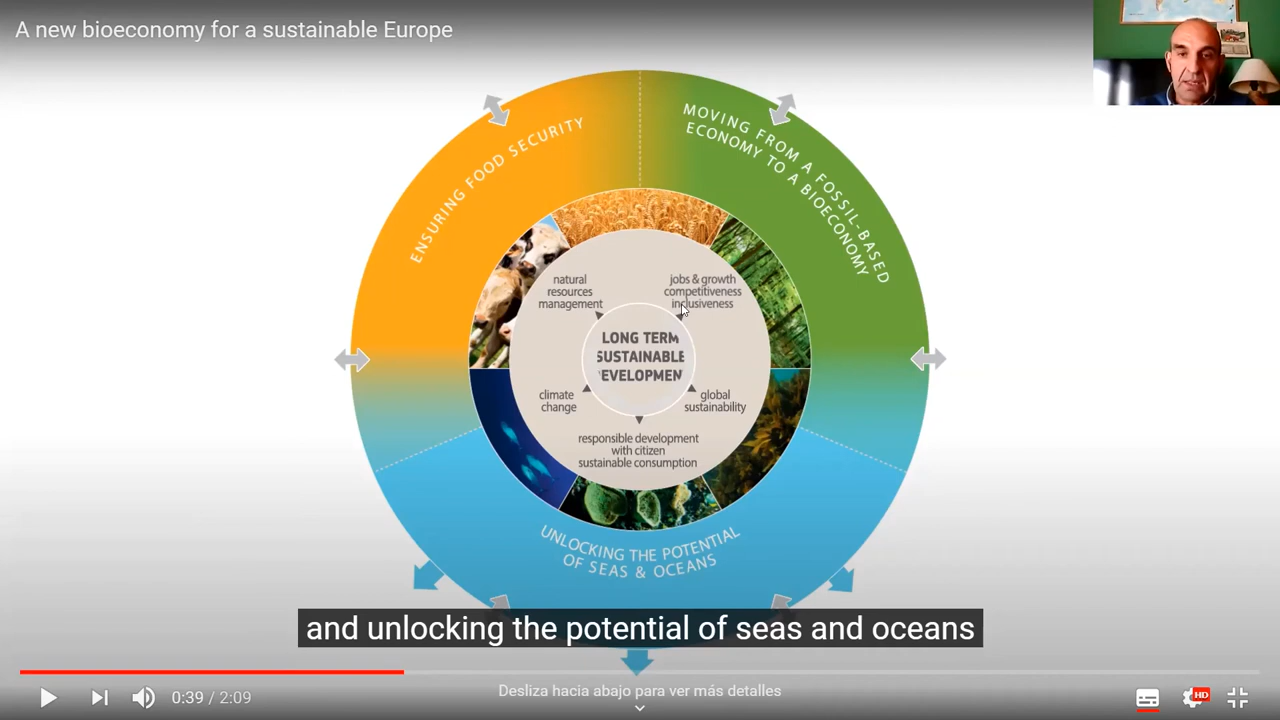 A new bioeconomy for a sustainable Europe
ENSURING FOOD SECURITY
MOVING FROM A FOSSIL-BASED
ECONOMY TO A BIOECONOMY
natural
resources
management
jobs & growth
competitiveness
inclusiveness
LONG TERM
SUSTAINABLE
EVELOPMEN
climate
change
global
sustainability
responsible development
with citizen
sustainable consumption
UNLOCKING THE POTENTIAL
OF SEAS & OCEANS
and unlocking the potential of seas and oceans
0:39 / 2:09
Desliza hacia abajo para ver más detalles
HD